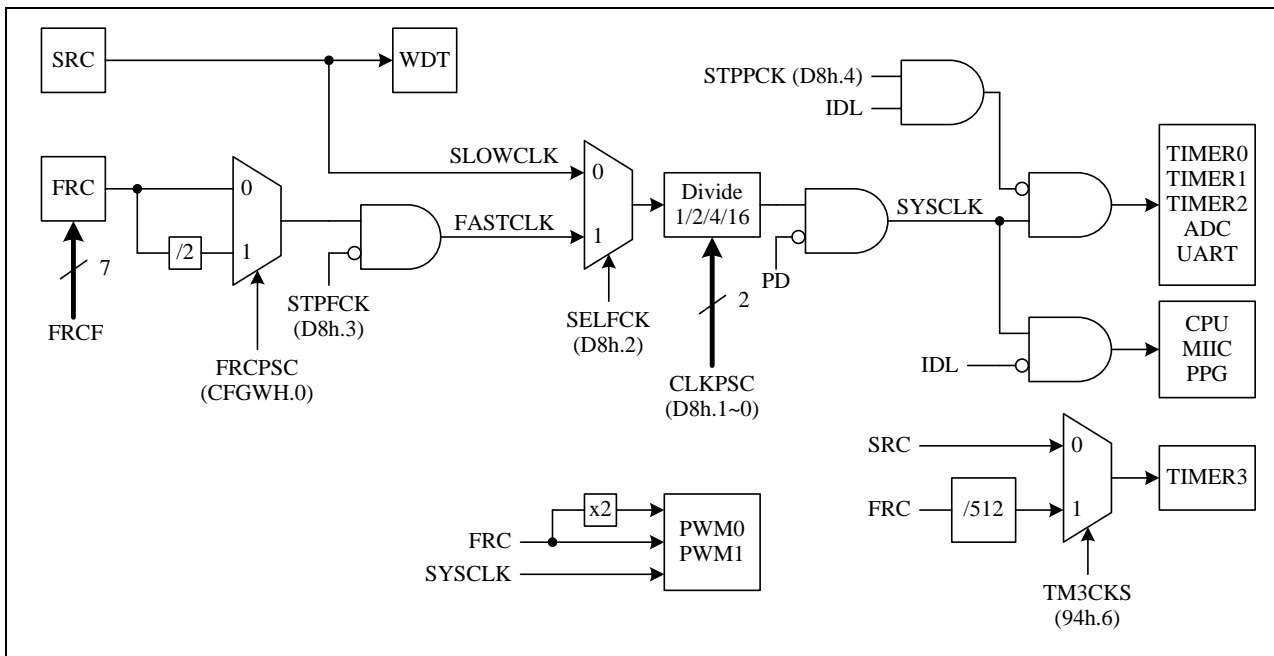 SRC
WDT
STPPCK (D8h.4)
IDL
SLOWCLK
FRC
0
1
/2
7
FRCF
FRCPSC
(CFGWH.0)
STPFCK
(D8h.3)
FASTCLK
0
1
SELFCK
(D8h.2)
Divide
1/2/4/16
2
CLKPSC
(D8h.1~0)
PD
SYSCLK
TIMER0
TIMER1
TIMER2
ADC
UART
IDL
CPU
MIIC
PPG
SRC
FRC
/512
0
1
TIMER3
TM3CKS
(94h.6)
x2
FRC
SYSCLK
PWM0
PWM1